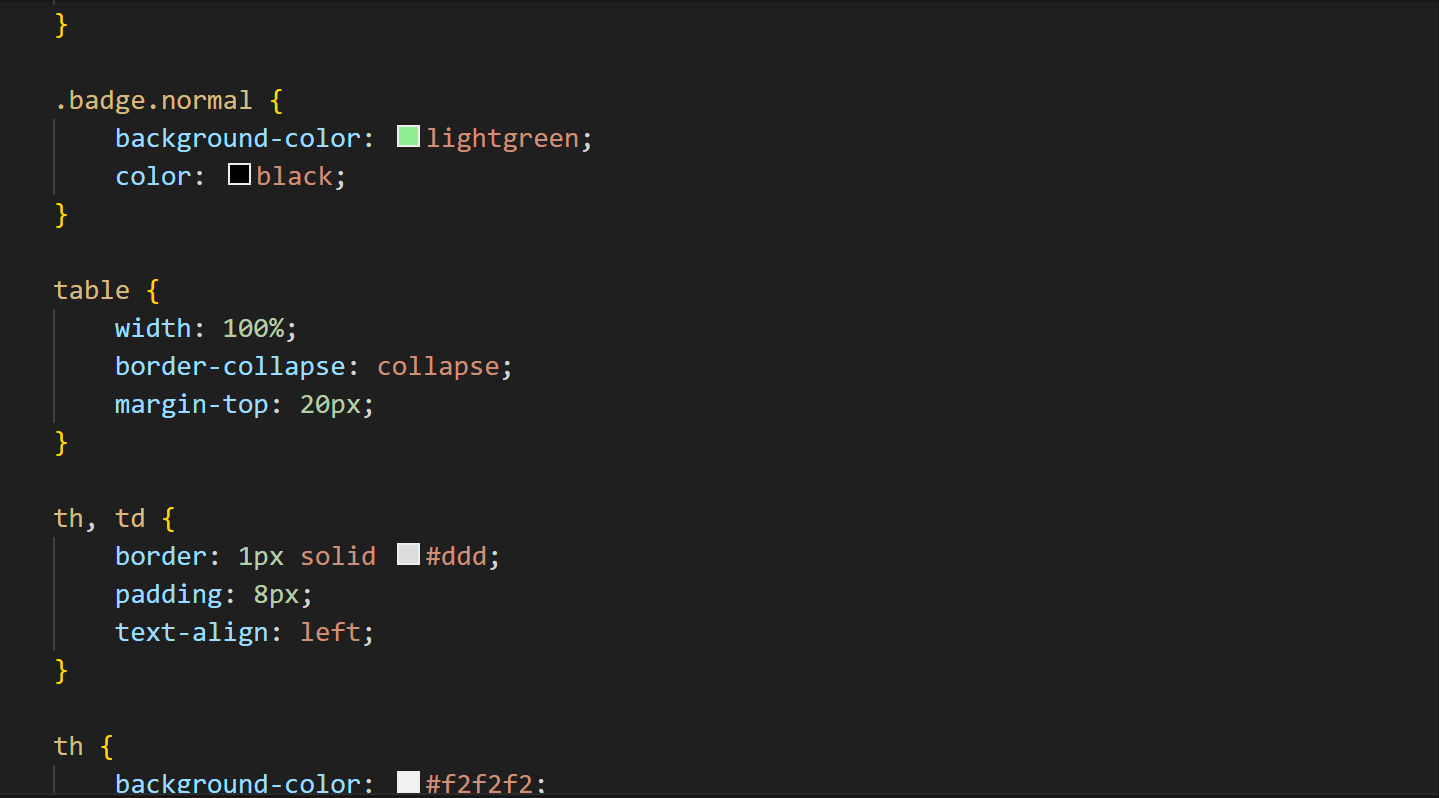 }

.badge.normal {
    background-color: lightgreen;
    color: black;
}

table {
    width: 100%;
    border-collapse: collapse;
    margin-top: 20px;
}

th, td {
    border: 1px solid #ddd;
    padding: 8px;
    text-align: left;
}

th {
    background-color: #f2f2f2;